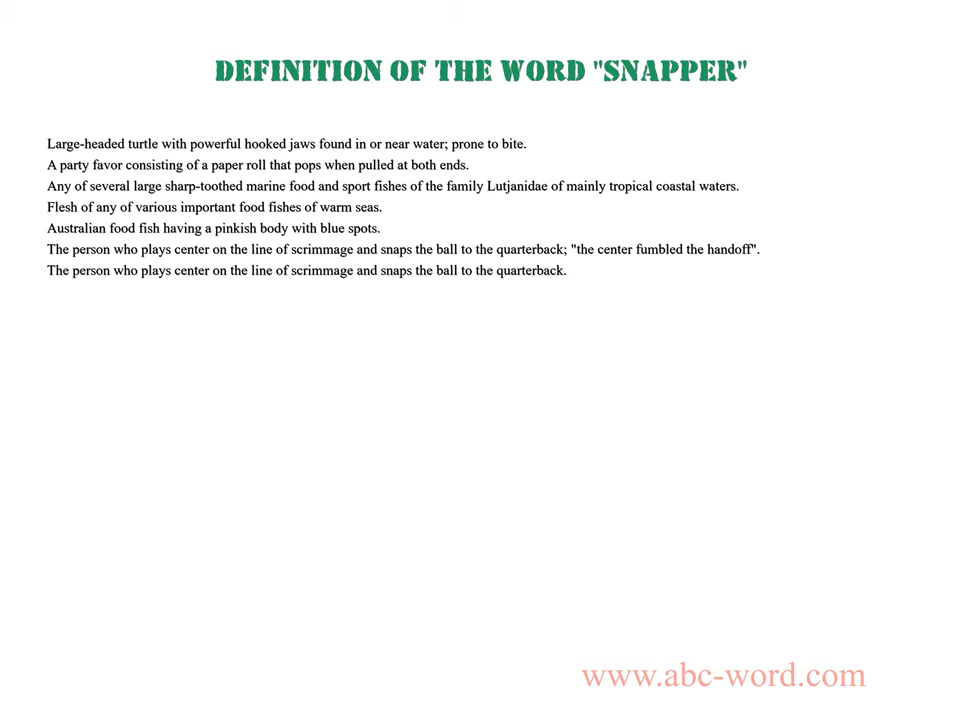 DEFINITION OF THE WORD "SNAPPER"
Large-headed turtle with powerful hooked jaws found in or near water; prone to bite.
A party favor consisting of a paper roll that pops when pulled at both ends.
Any of several large sharp-toothed marine food and sport fishes of the family Lutjanidae of mainly tropical coastal waters.
Flesh of any of various important food fishes of warm seas.
Australian food fish having a pinkish body with blue spots.
The person who plays center on the line of scrimmage and snaps the ball to the quarterback; "the center fumbled the handoff".
The person who plays center on the line of scrimmage and snaps the ball to the quarterback.
www.abc-word.com